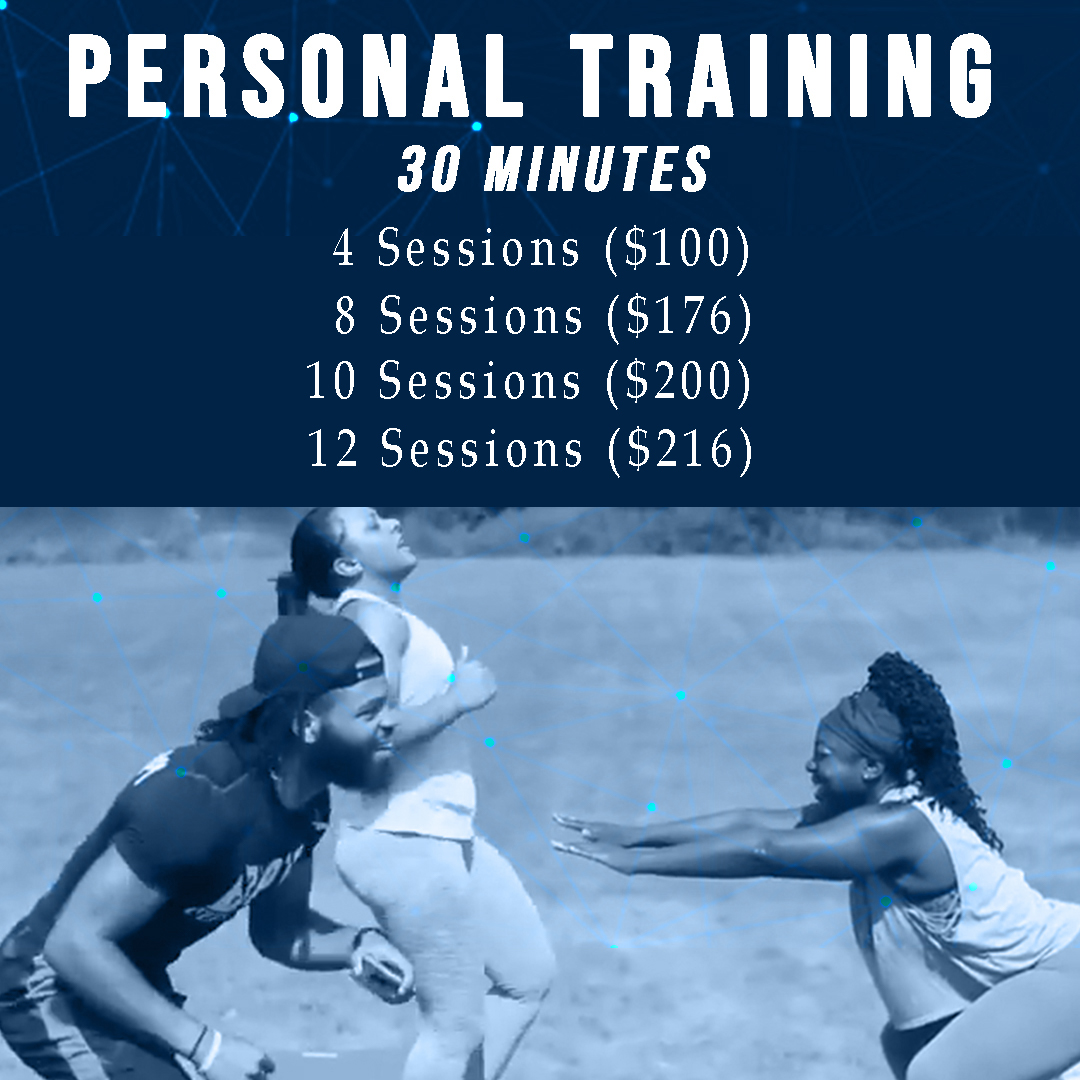 PERSONAL TRAINING
30 MINUTES
4 Sessions ($100)
8 Sessions ($176)
10 Sessions ($200)
12 Sessions ($216)